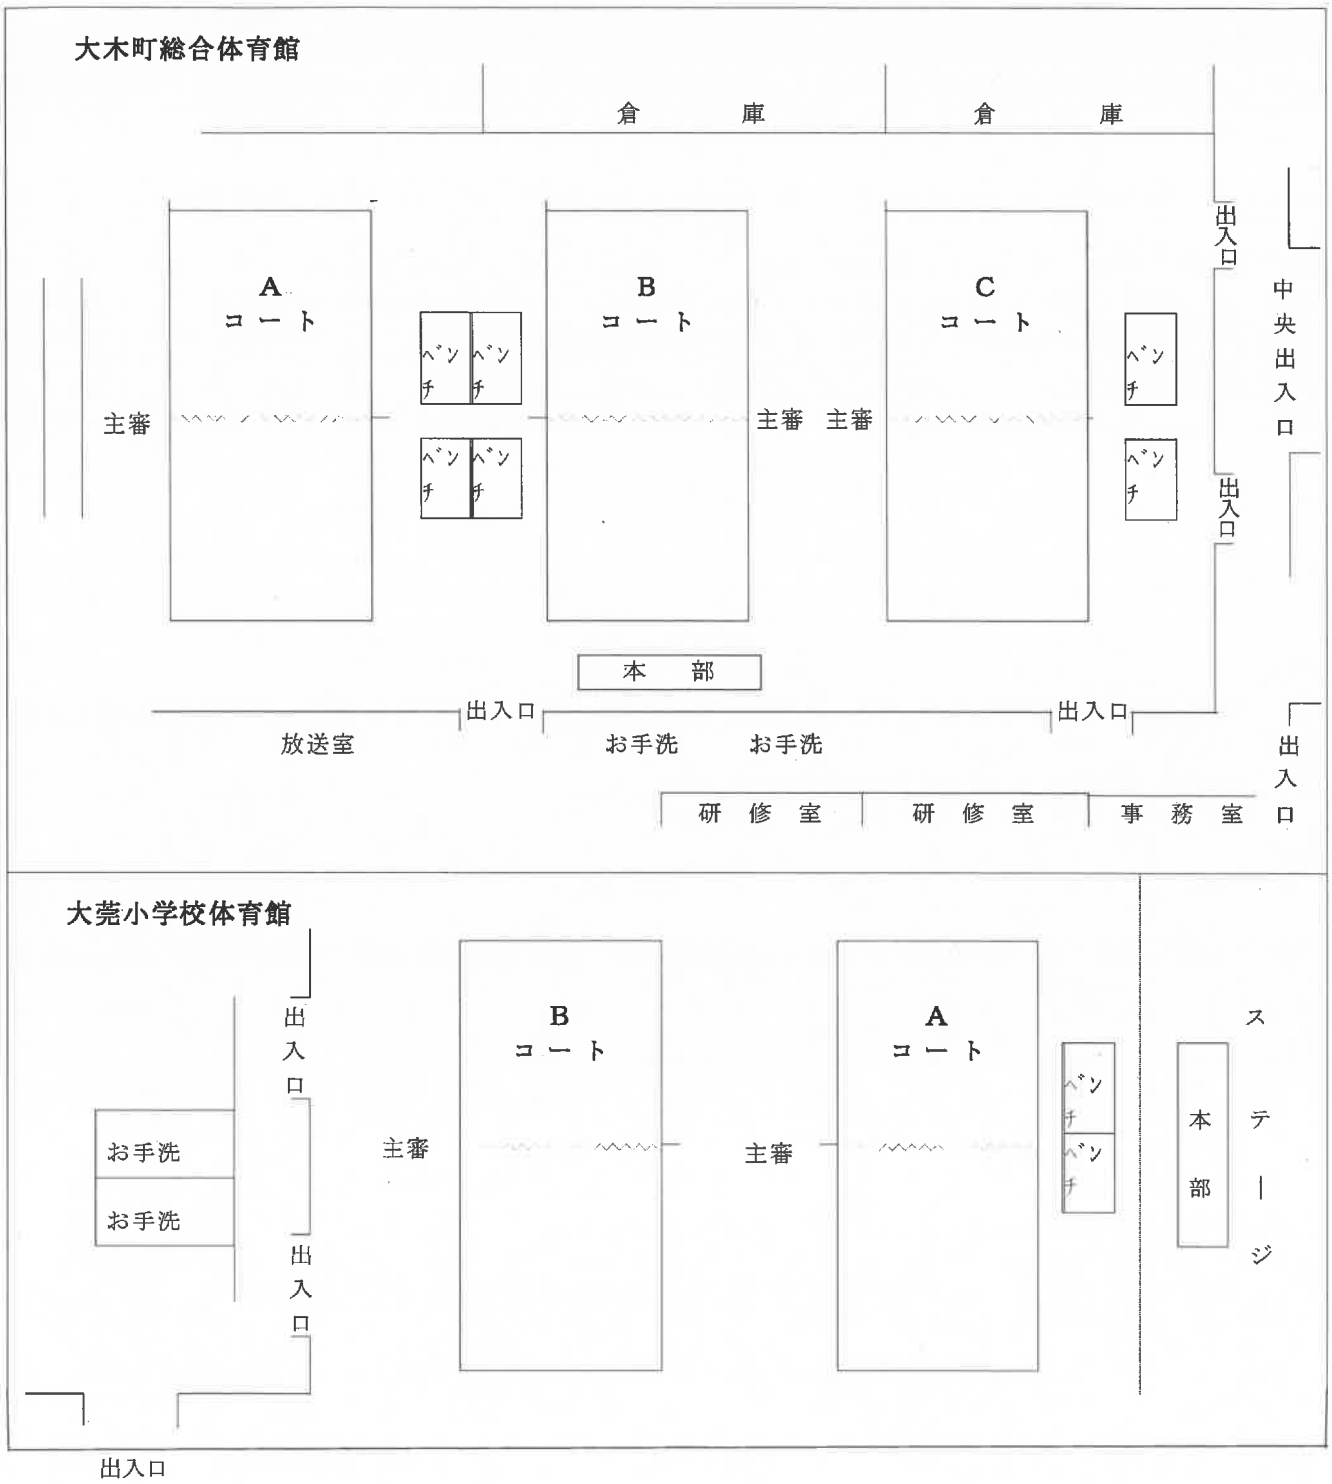 大木町総合体育館
倉庫
倉庫
出入口
A
コート
B
コート
C
コート
中央出入口
ベンチ
ベンチ
ベンチ
主審
主審
主審
ベンチ
ベンチ
ベンチ
出入口
本部
出入口
出入口
放送室
お手洗
お手洗
出入口
研修室
研修室
事務室
大莞小学校体育館
出入口
B
コート
A
コート
ステージ
ベンチ
お手洗
主審
主審
本部
ベンチ
お手洗
出入口
出入口